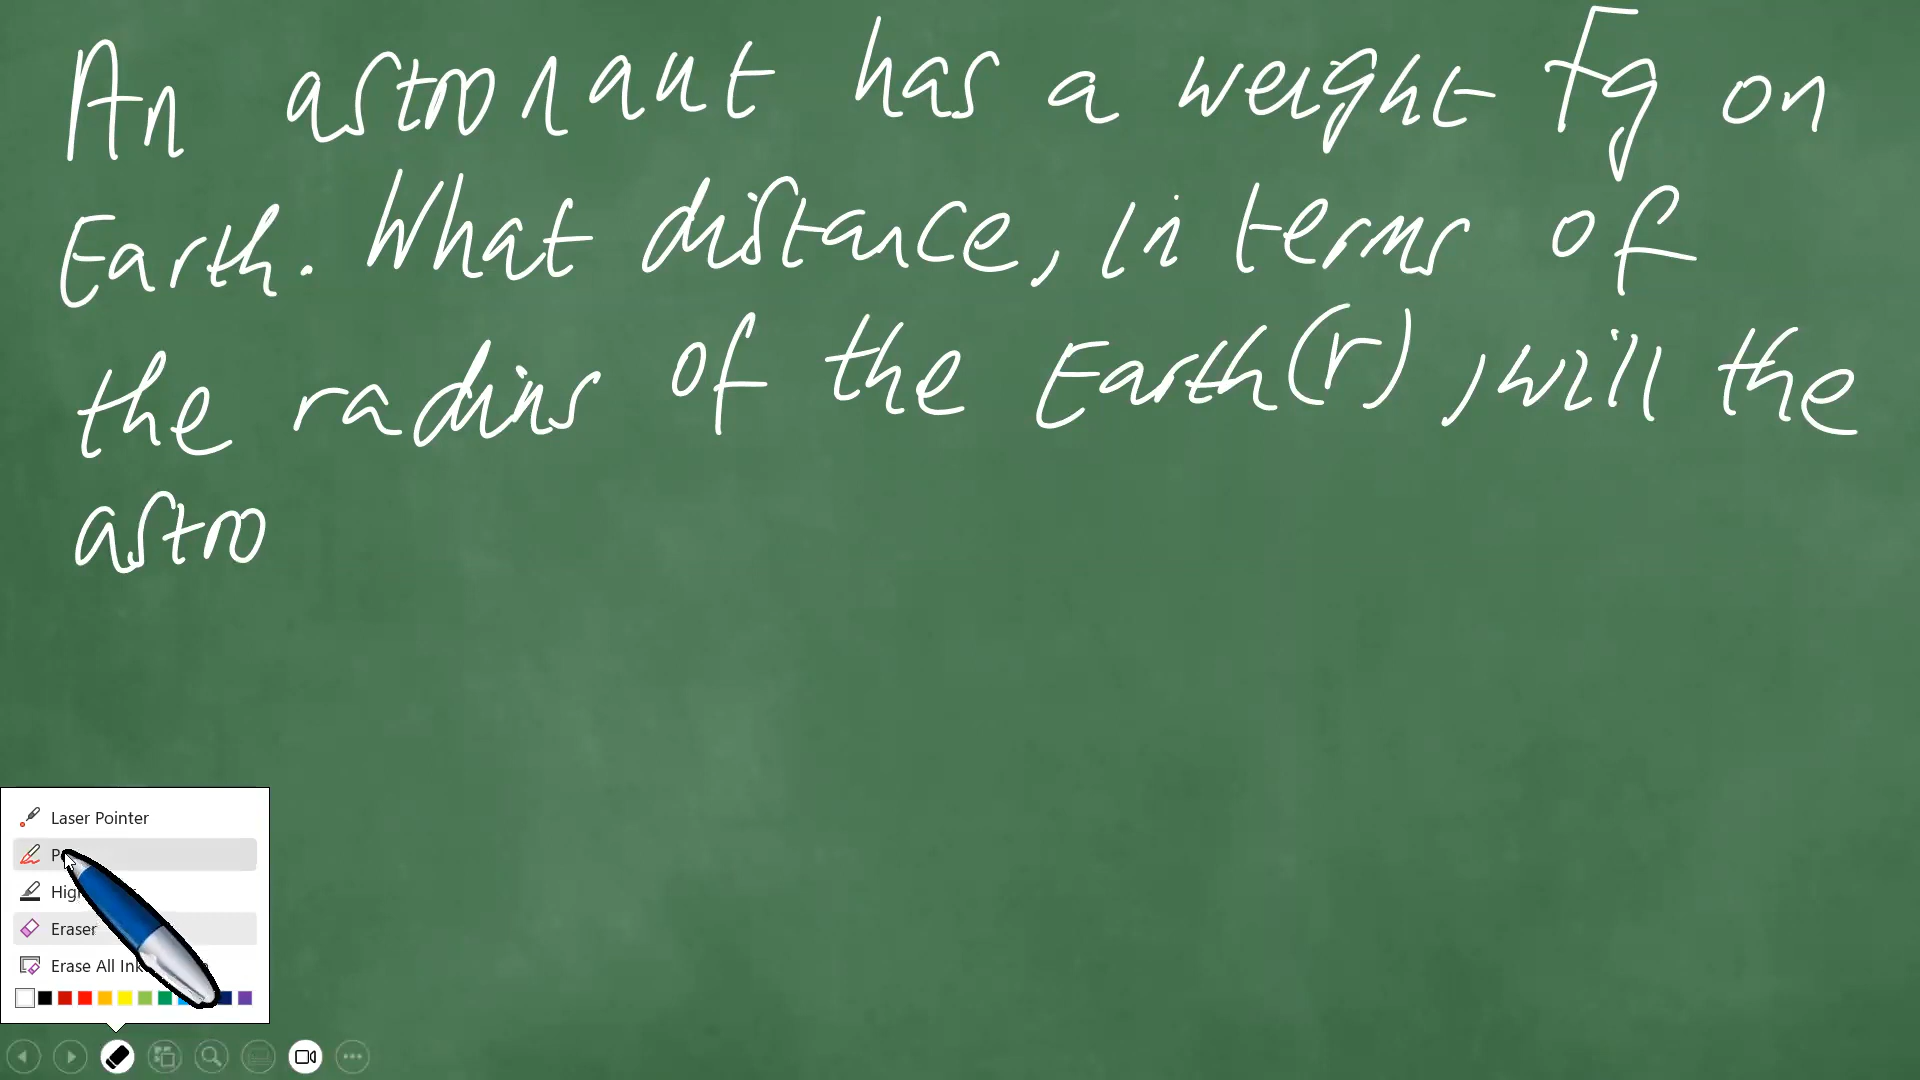 An astronaut has a weight Fg on
Earth. What distance, in terms of
the radius of the Earth(r), will the
astro
Laser Pointer
Eraser
Erase All Ink